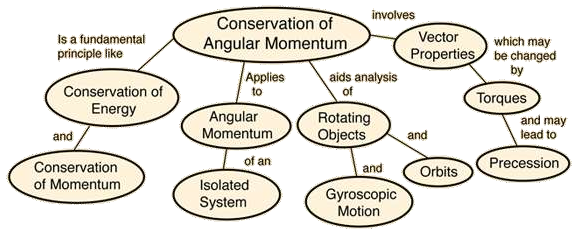 Conservation of
Angular Momentum
involves
Vector
Properties
which may
be changed
by
Torques
and may
lead to
Precession
Is a fundamental
principle like
Conservation of
Energy
and
Conservation
of Momentum
Applies
to
Angular
Momentum
of an
Isolated
System
aids analysis
of
Rotating
Objects
and
Orbits
and
Gyroscopic
Motion